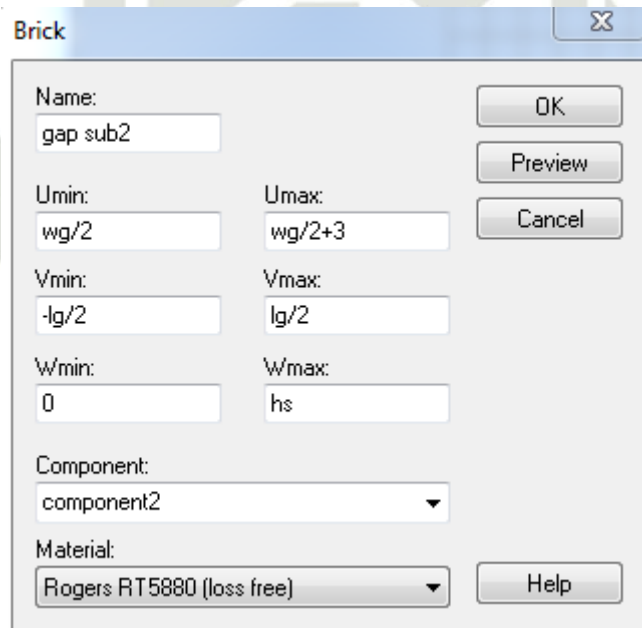 Brick
Name:
OK
gap sub2
Preview
Umin:
Umax:
Cancel
wg/2
wg/2+3
Vmin:
Vmax:
-lg/2
lg/2
Wmin:
Wmax:
0
hs
Component:
component2
Material:
Rogers RT5880 (loss free)
Help